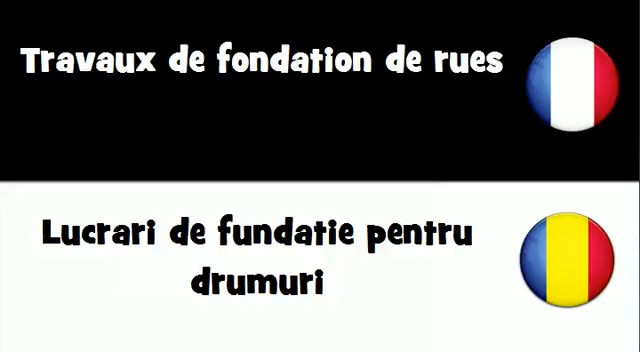 Travaux de fondation de rues
Lucrari de fundatie pentru
drumuri